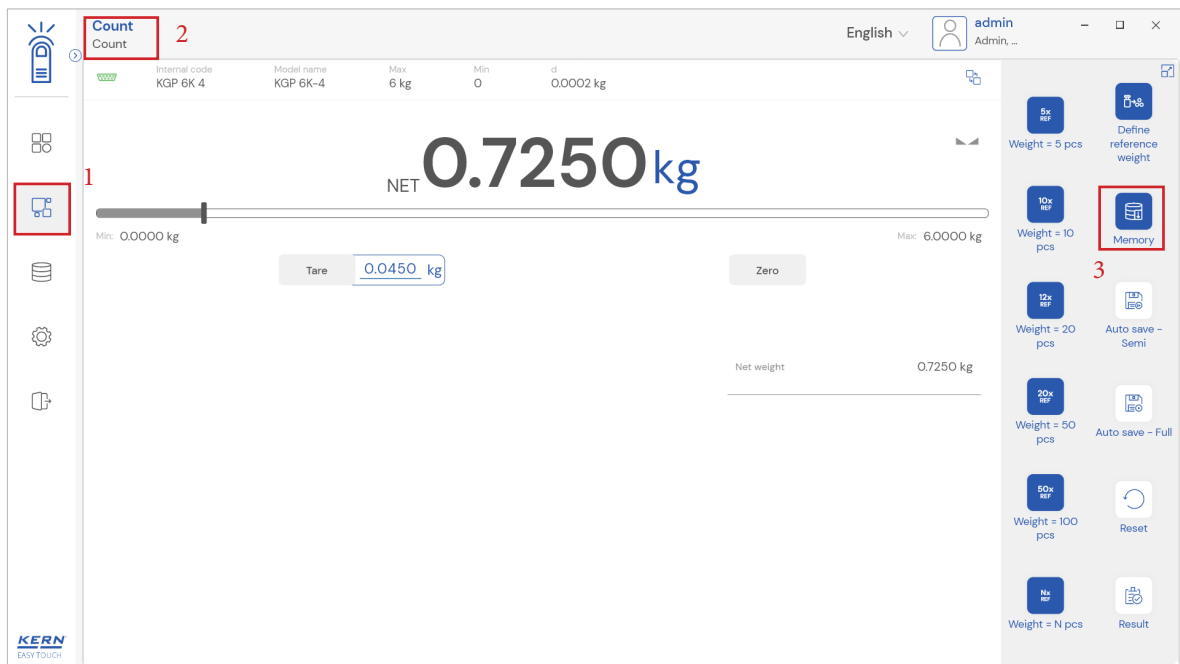 Count
Count
2
English
admin
Admin, ...
Internal code
KGP 6K 4
Model name
KGP 6K-4
Max
6 kg
Min
0
d
0.0002 kg
1
NET 0.7250 kg
Min: 0.0000 kg
Max: 6.0000 kg
Tare 0.0450 kg
Zero
Net weight 0.7250 kg
5x
REF
Weight = 5 pcs
Define
reference
weight
10x
REF
Weight = 10
pcs
Memory
3
12x
REF
Weight = 20
pcs
Auto save -
Semi
20x
REF
Weight = 50
pcs
Auto save - Full
50x
REF
Weight = 100
pcs
Reset
Nx
REF
Weight = N pcs
Result
KERN
EASY TOUCH